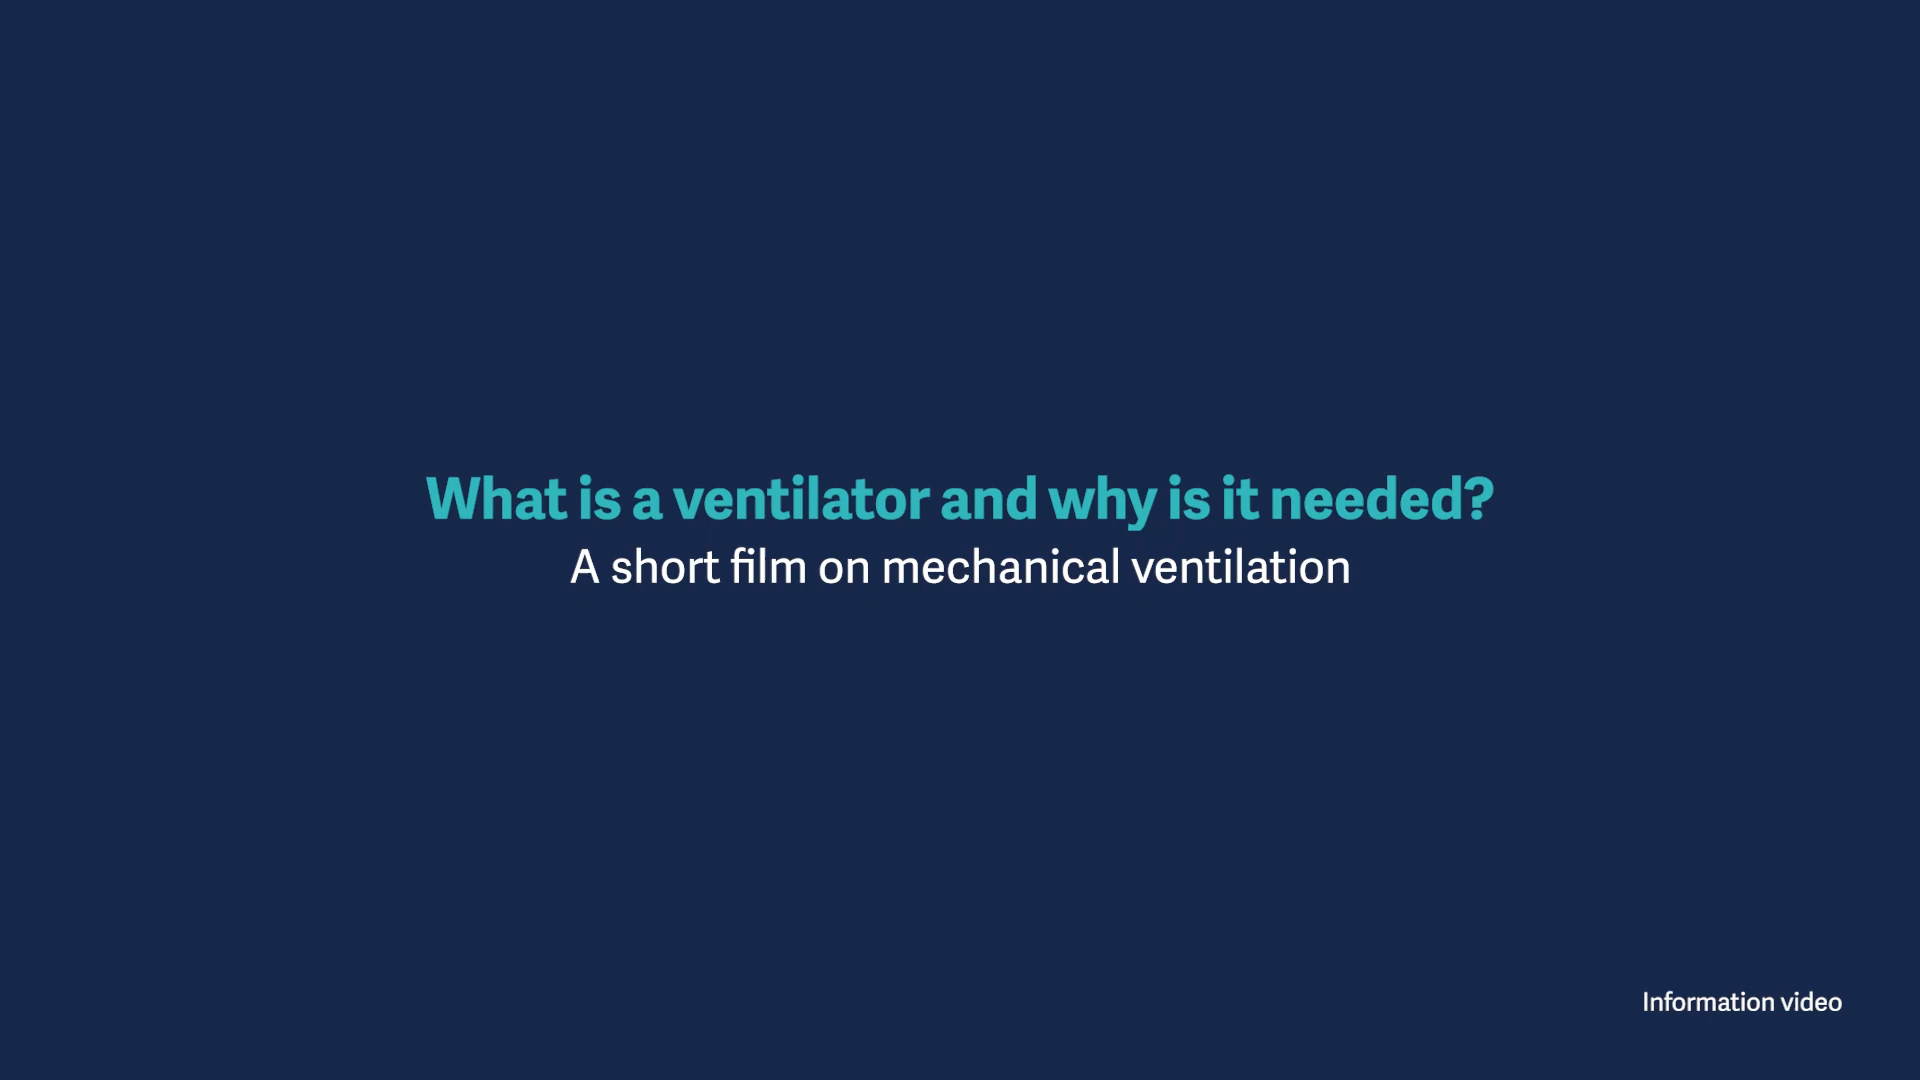 What is a ventilator and why is it needed?
A short film on mechanical ventilation
Information video